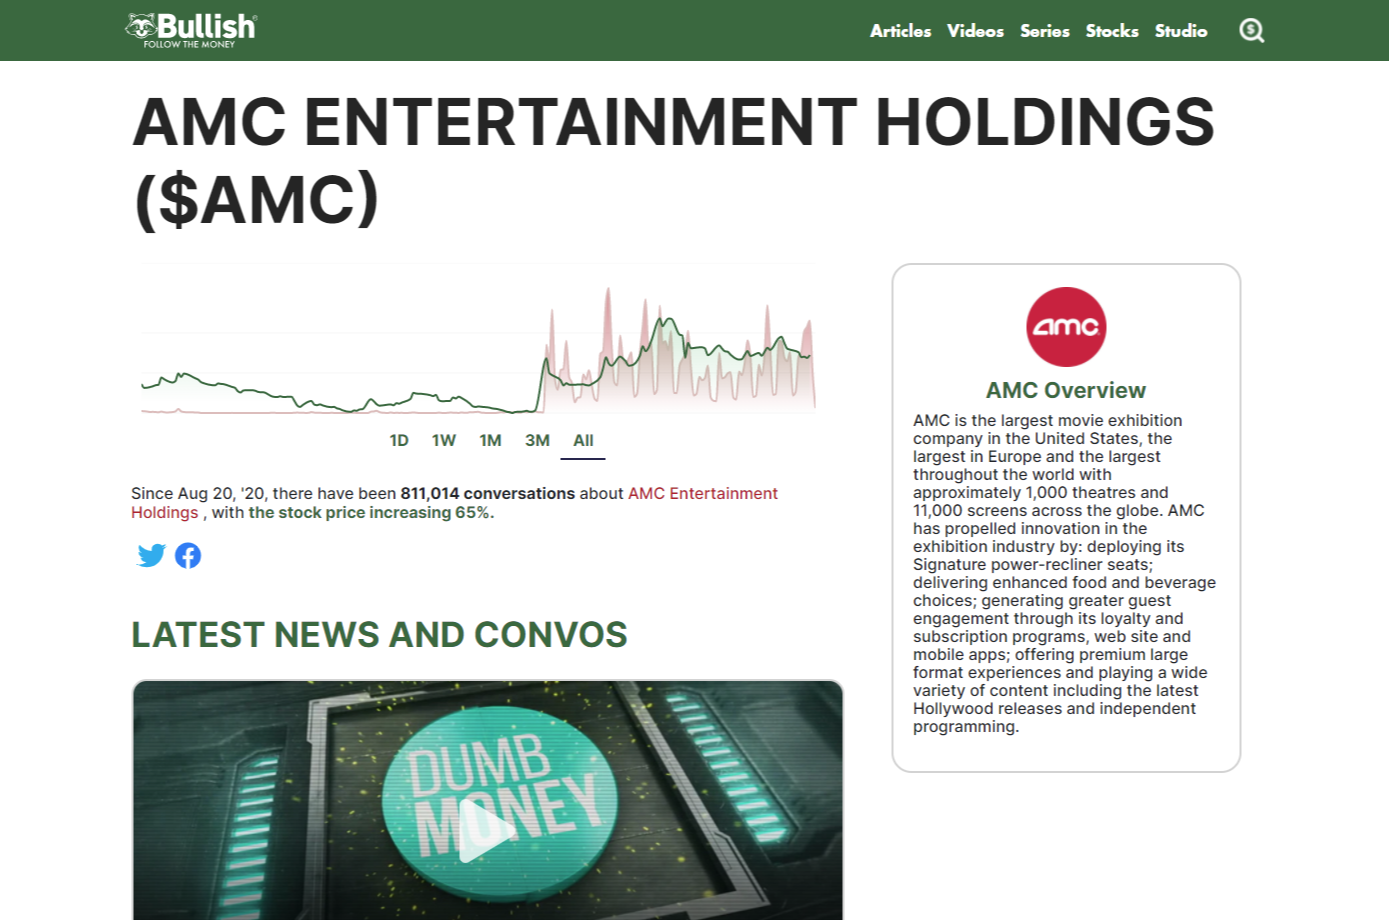 Bullish
FOLLOW THE MONEY
Articles Videos Series Stocks Studio
$
AMC ENTERTAINMENT HOLDINGS
($AMC)
1D 1W 1M 3M All
Since Aug 20, '20, there have been 811,014 conversations about AMC Entertainment
Holdings , with the stock price increasing 65%.
LATEST NEWS AND CONVOS
DUMB
MONEY
amc
AMC Overview
AMC is the largest movie exhibition
company in the United States, the
largest in Europe and the largest
throughout the world with
approximately 1,000 theatres and
11,000 screens across the globe. AMC
has propelled innovation in the
exhibition industry by: deploying its
Signature power-recliner seats;
delivering enhanced food and beverage
choices; generating greater guest
engagement through its loyalty and
subscription programs, web site and
mobile apps; offering premium large
format experiences and playing a wide
variety of content including the latest
Hollywood releases and independent
programming.